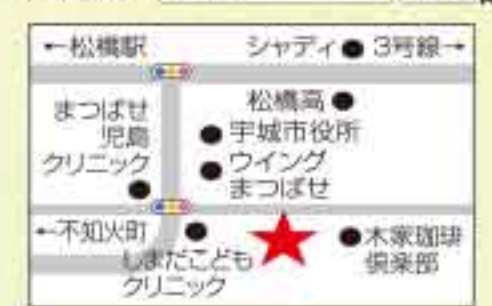 ←松橋駅
シャディ● 3号線→
まつばせ
児島
クリニック
松橋高●
●宇城市役所
●ウイング
まつばせ
←不知火町
しまだこども
クリニック
●木家珈琲
倶楽部